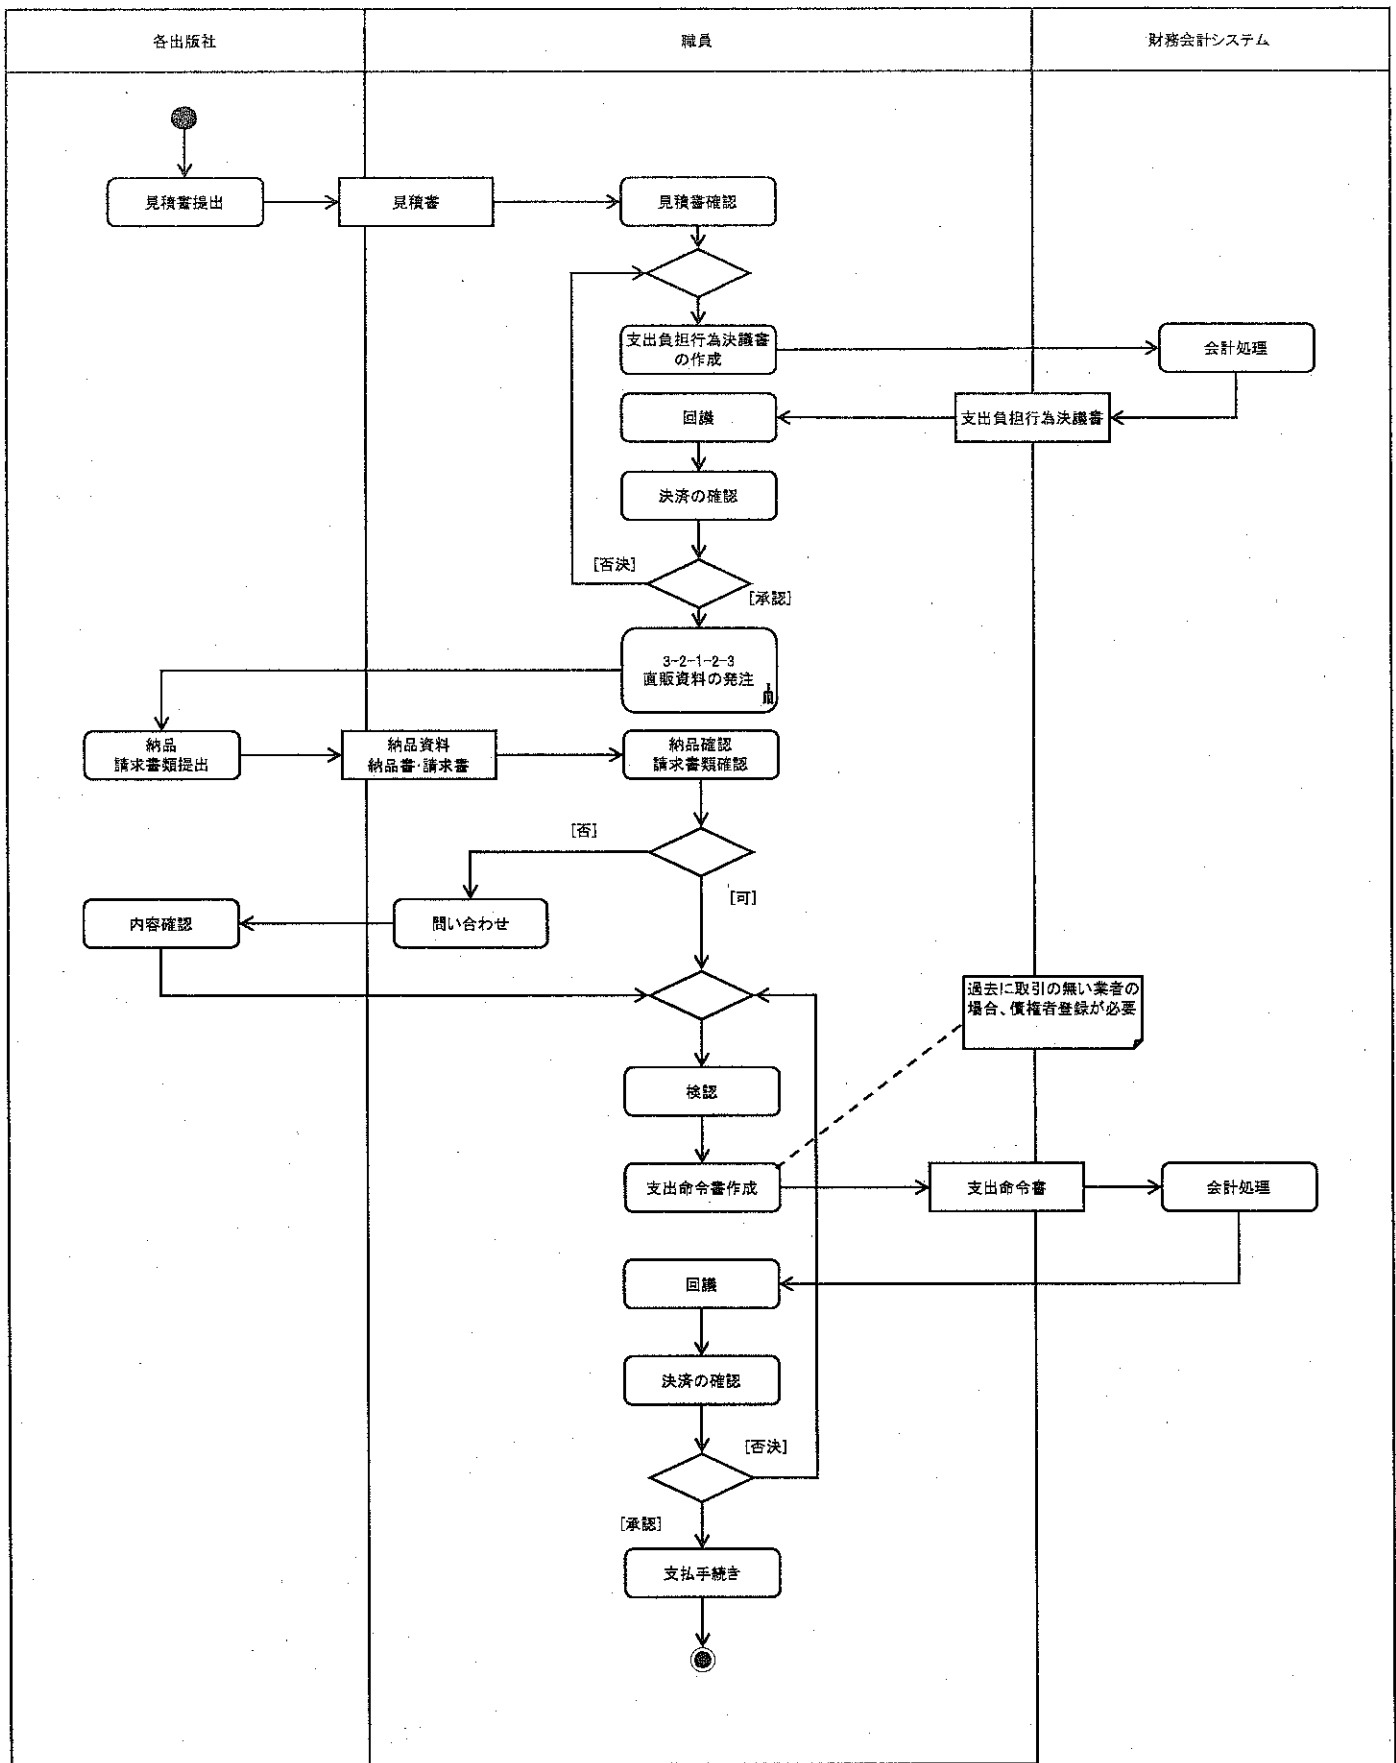 各出版社
職員
財務会計システム
見積書提出
見積書
見積書確認
支出負担行為決議書
の作成
会計処理
回議
支出負担行為決議書
決済の確認
[否決]
[承認]
3-2-1-2-3
直販資料の発注
納品
請求書類提出
納品資料
納品書・請求書
納品確認
請求書類確認
[否]
[可]
内容確認
問い合わせ
過去に取引の無い業者の
場合、債権者登録が必要
検認
支出命令書作成
支出命令書
会計処理
回議
決済の確認
[否決]
[承認]
支払手続き